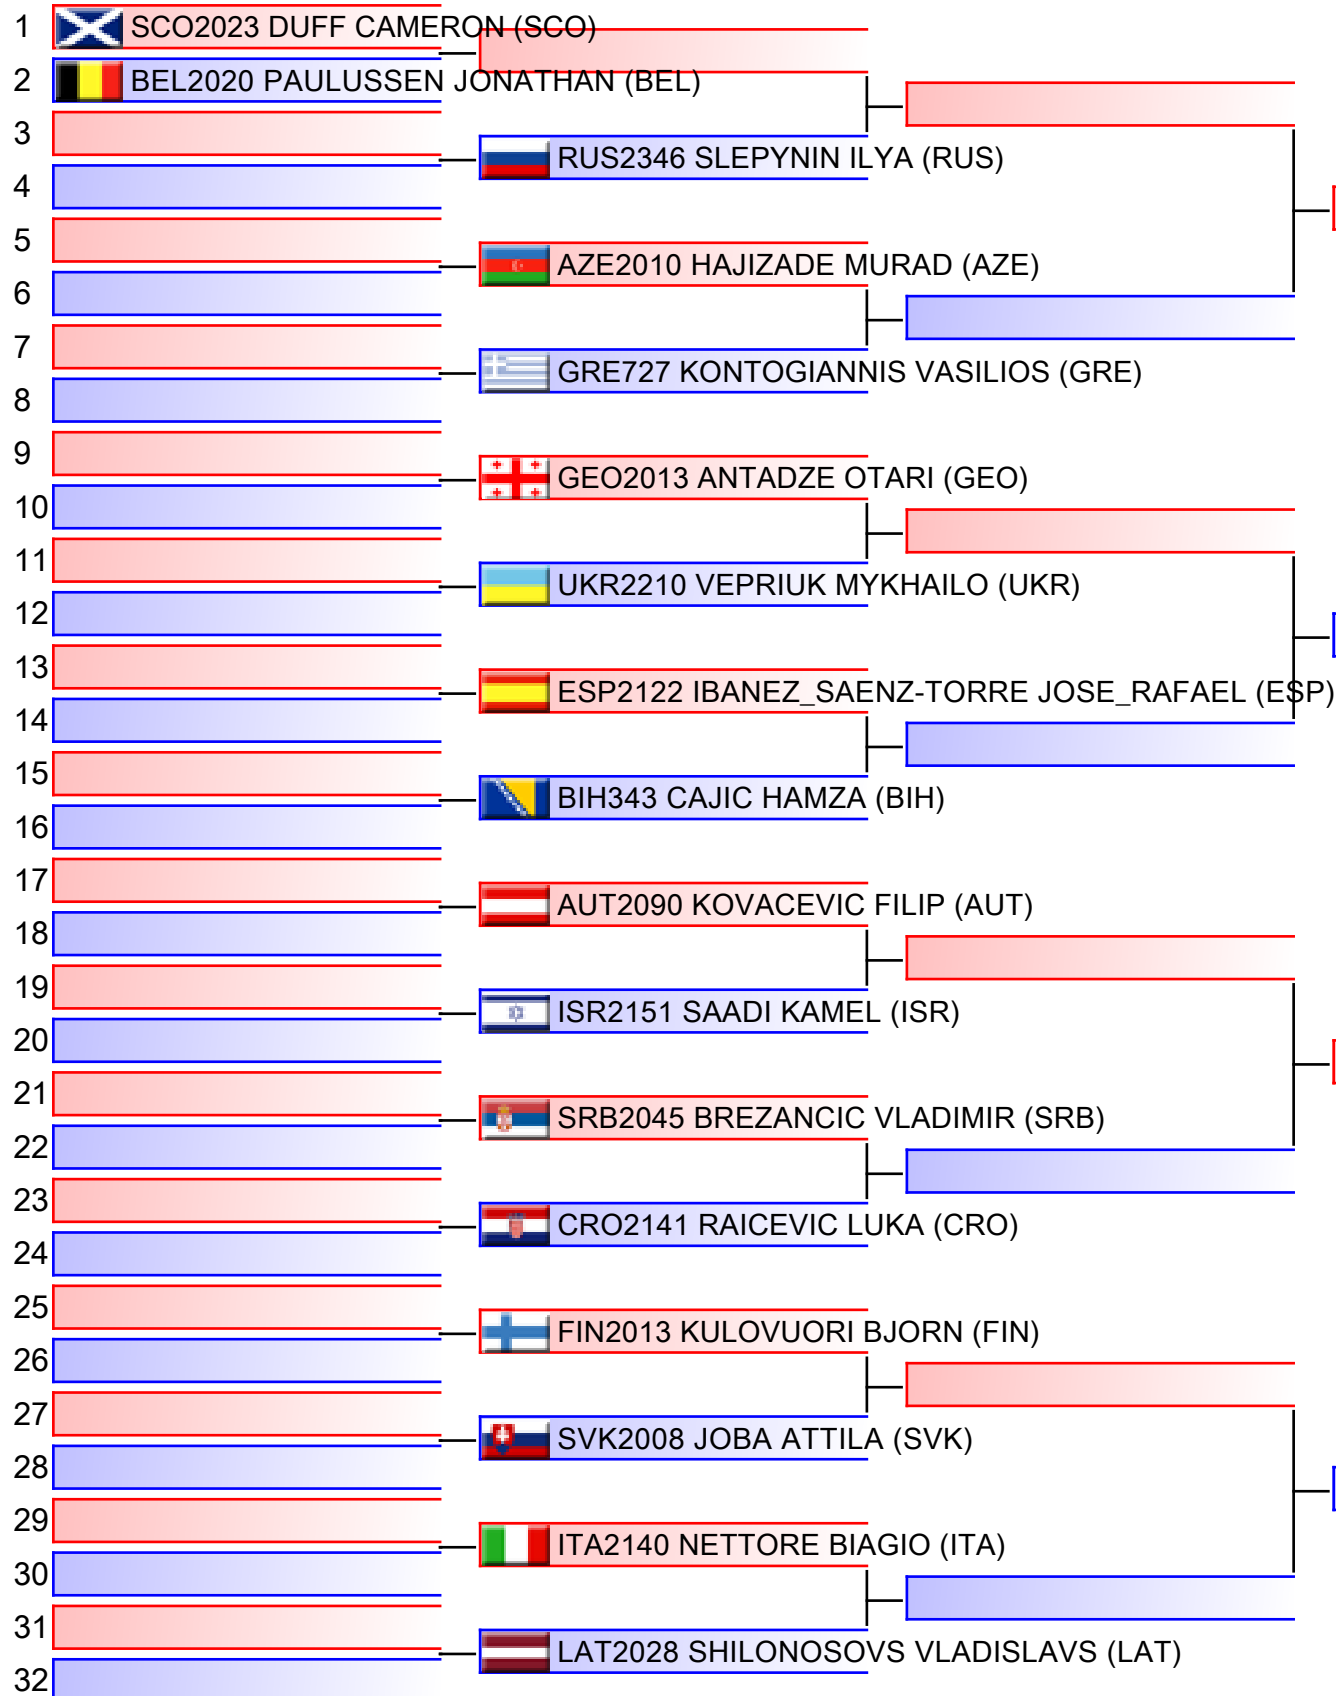 1 SCO2023 DUFF CAMERON (SCO)
2 BEL2020 PAULUSSEN JONATHAN (BEL)
3
RUS2346 SLEPYNIN ILYA (RUS)
4
5
AZE2010 HAJIZADE MURAD (AZE)
6
7
GRE727 KONTOGIANNIS VASILIOS (GRE)
8
9
GEO2013 ANTADZE OTARI (GEO)
10
11
UKR2210 VEPRIUK MYKHAILO (UKR)
12
13
ESP2122 IBANEZ_SAENZ-TORRE JOSE_RAFAEL (ESP)
14
15
BIH343 CAJIC HAMZA (BIH)
16
17
AUT2090 KOVACEVIC FILIP (AUT)
18
19
ISR2151 SAADI KAMEL (ISR)
20
21
SRB2045 BREZANCIC VLADIMIR (SRB)
22
23
CRO2141 RAICEVIC LUKA (CRO)
24
25
FIN2013 KULOVUORI BJORN (FIN)
26
27
SVK2008 JOBA ATTILA (SVK)
28
29
ITA2140 NETTORE BIAGIO (ITA)
30
31
LAT2028 SHILONOSOVS VLADISLAVS (LAT)
32